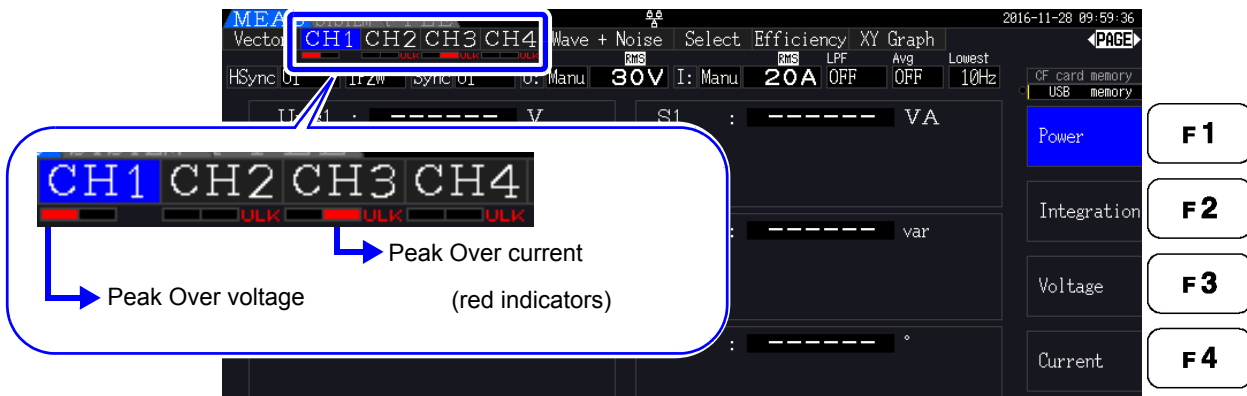 MEAS 2016-11-28 09:59:36
Vector CH1 CH2 CH3 CH4 Wave + Noise Select Efficiency XY Graph PAGE
RMS RMS LPF Avg Lowest
HSync U1 1P2W Sync U1 U: Manu 30V I: Manu 20A OFF OFF 10Hz
CF card memory
USB memory
V S1 : ------ VA
Power F1
CH1 CH2 CH3 CH4
ULK ULK ULK
Integration F2
: ------ var
Peak Over current
Peak Over voltage (red indicators)
Voltage F3
: ------ °
Current F4